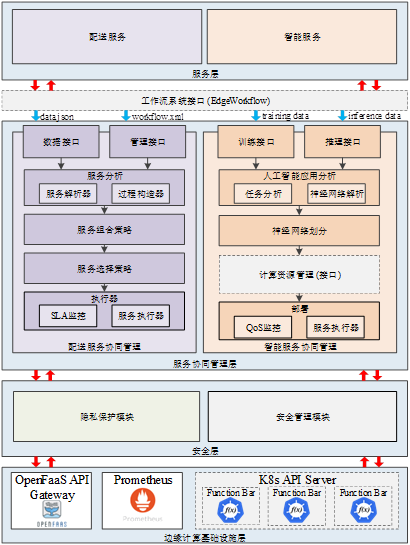 配送服务
智能服务
服务层
工作流系统接口 (EdgeWorkflow)
data.json
workflow.xml
training data
inference data
数据接口
管理接口
训练接口
推理接口
服务分析
服务解析器
过程构造器
人工智能应用分析
任务分析
神经网络解析
服务组合策略
神经网络划分
服务选择策略
计算资源管理 (接口)
执行器
SLA监控
服务执行器
部署
QoS监控
服务执行器
配送服务协同管理
智能服务协同管理
服务协同管理层
隐私保护模块
安全管理模块
安全层
OpenFaaS API
Gateway
OPENFAAS
Prometheus
Prometheus
K8s API Server
Function Bar
Function Bar
Function Bar
f(x)
f(x)
f(x)
边缘计算基础设施层